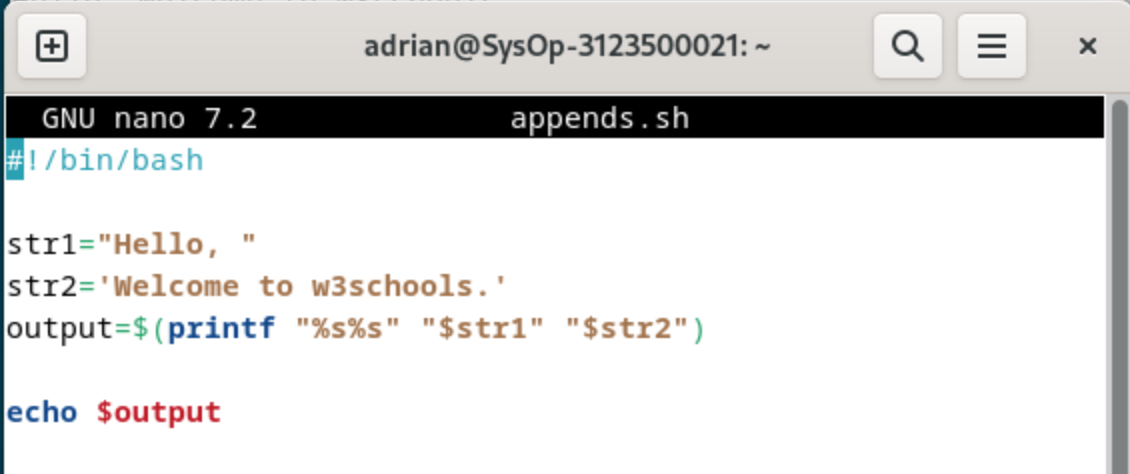 adrian@SysOp-3123500021: ~
GNU nano 7.2 appends.sh
#!/bin/bash
str1="Hello, "
str2='Welcome to w3schools.'
output=$(printf "%s%s" "$str1" "$str2")
echo $output